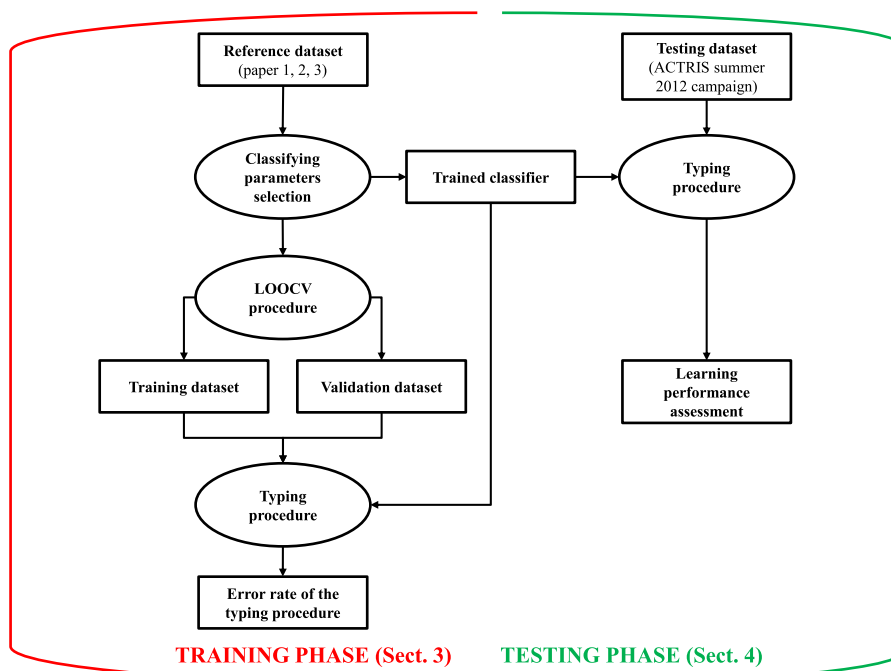 Reference dataset
(paper 1, 2, 3)
Testing dataset
(ACTRIS summer
2012 campaign)
Classifying
parameters
selection
Trained classifier
Typing
procedure
LOOCV
procedure
Training dataset
Validation dataset
Learning
performance
assessment
Typing
procedure
Error rate of the
typing procedure
TRAINING PHASE (Sect. 3)
TESTING PHASE (Sect. 4)